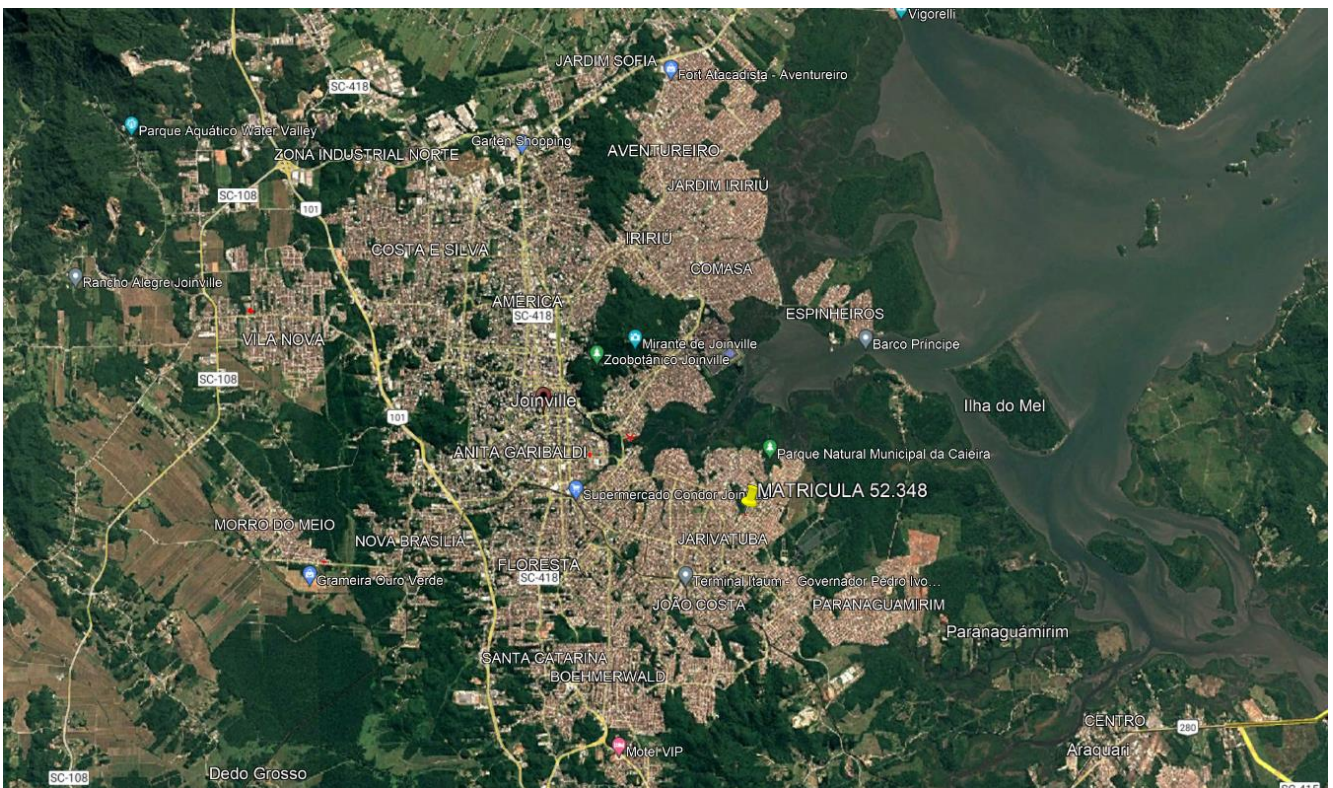 Vigorelli
JARDIM SOFIA
Fort Atacadista - Aventureiro
SC-418
Parque Aquático Water Valley
Garten Shopping
ZONA INDUSTRIAL NORTE
AVENTUREIRO
SC-108
JARDIM IRIRIÚ
101
IRIRIÚ
COSTA E SILVA
COMASA
Rancho Alegre Joinville
AMÉRICA
SC-418
ESPINHEIROS
VILA NOVA
Mirante de Joinville
Barco Príncipe
Zoobotânico Joinville
SC-108
Joinville
Ilha do Mel
101
ANITA GARIBALDI
Parque Natural Municipal da Caieira
Supermercado Condor Join
MATRICULA 52.348
MORRO DO MEIO
NOVA BRASÍLIA
JARIVATUBA
FLORESTA
SC-418
Grameira Ouro Verde
Terminal Itaum - Governador Pedro Ivo...
JOÃO COSTA
PARANAGUAMIRIM
Paranaguámirim
SANTA CATARINA
BOEHMERWALD
CENTRO
280
Motel VIP
Araquari
Dedo Grosso
SC-108
SC-415